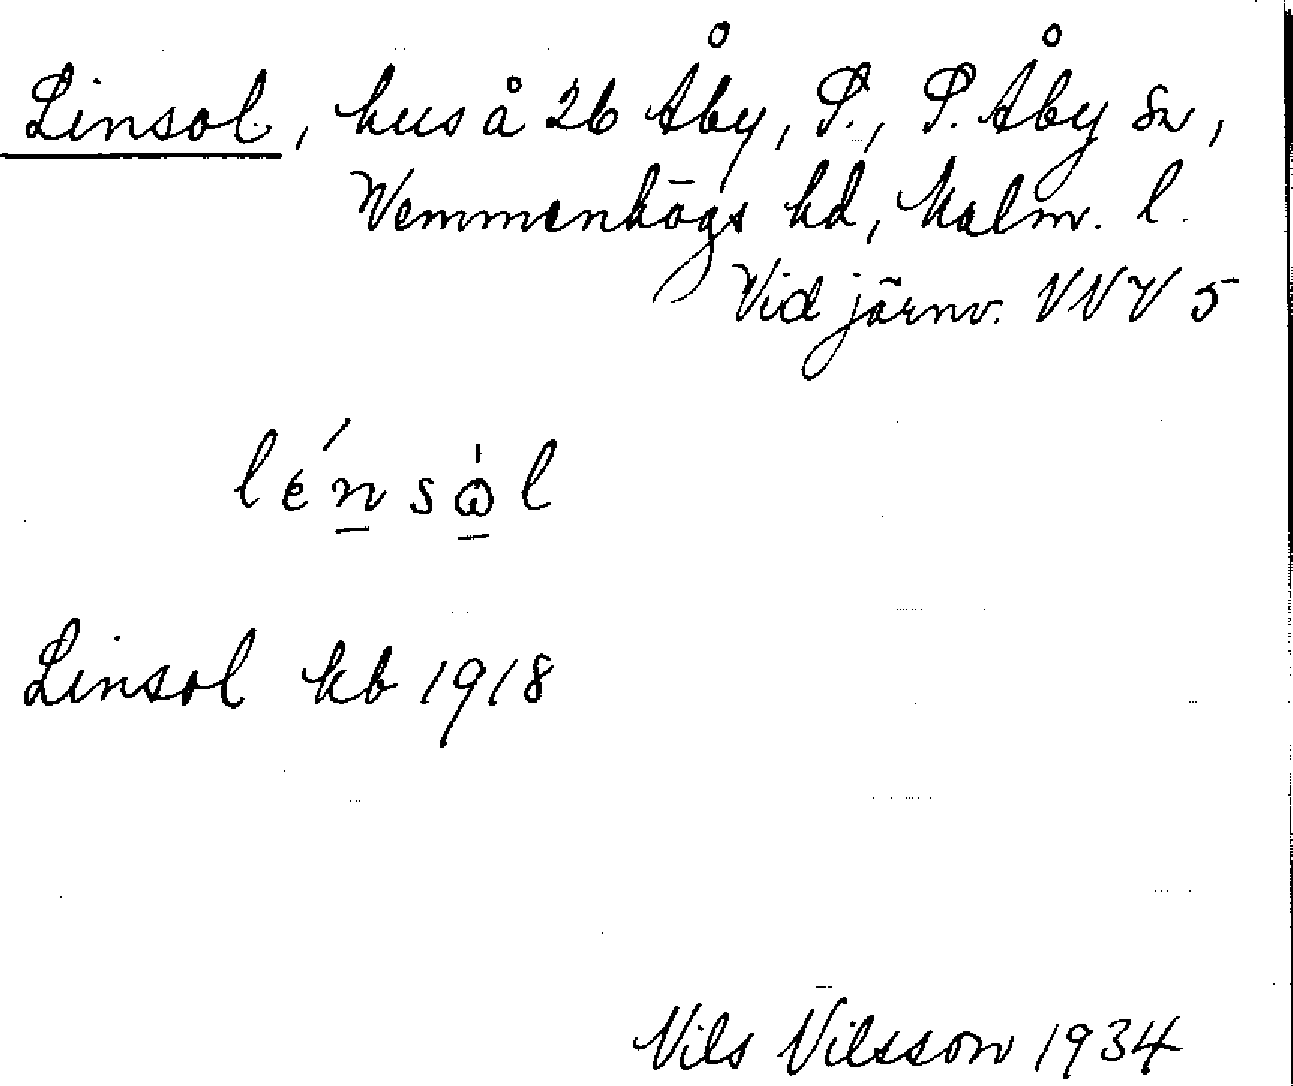 Linsol, hus å 26 Åby, S., S. Åby sn,
Vemmenhögs hd, Malm. l.
Vid järnv. VNV 5
lénsὼl
Linsol kb 1918
Nils Nilsson 1934